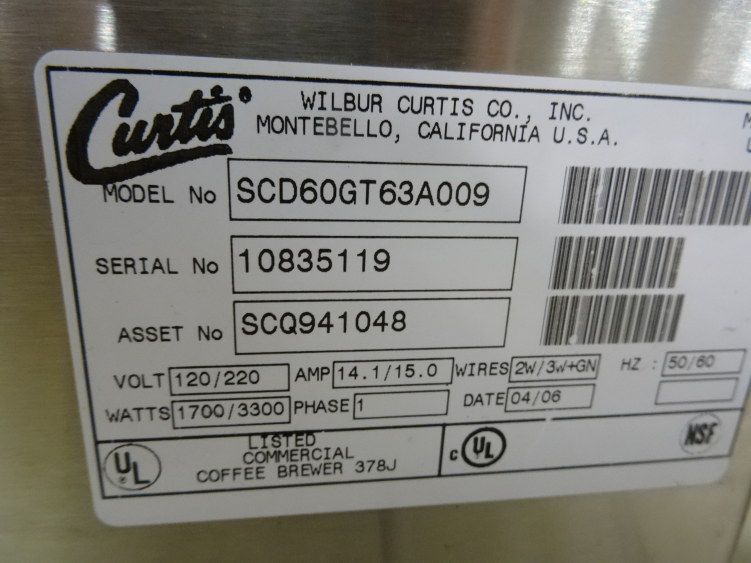 Curtis
WILBUR CURTIS CO., INC.
MONTEBELLO, CALIFORNIA U.S.A.
MODEL No SCD60GT63A009
SERIAL No 10835119
ASSET No SCQ941048
VOLT 120/220 AMP 14.1/15.0 WIRES 2W/3W+GN HZ : 50/60
WATTS 1700/3300 PHASE 1 DATE 04/06
UL LISTED COMMERCIAL COFFEE BREWER 378J c UL NSF